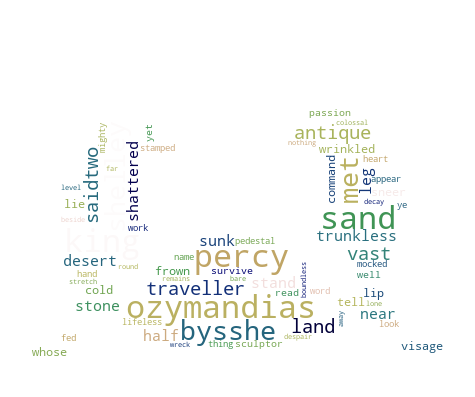 passion
colossal
antique
nothing
wrinkled
mighty
yet
shattered
stamped
saidtwo
far
met
leg
command
heart
appear
level
lie
work
decay
ye
sheer
beside
sand
king
sunk
pedestal
trunkless
desert
percy
name
vast
mocked
round
frown
survive
boundless
well
hand
remains
bare
stretch
cold
traveller
stand
read
word
lip
tell
lone
stone
ozymandias
near
lifeless
land
away
look
half
bysshe
despair
fed
thing
sculptor
wreck
whose
visage